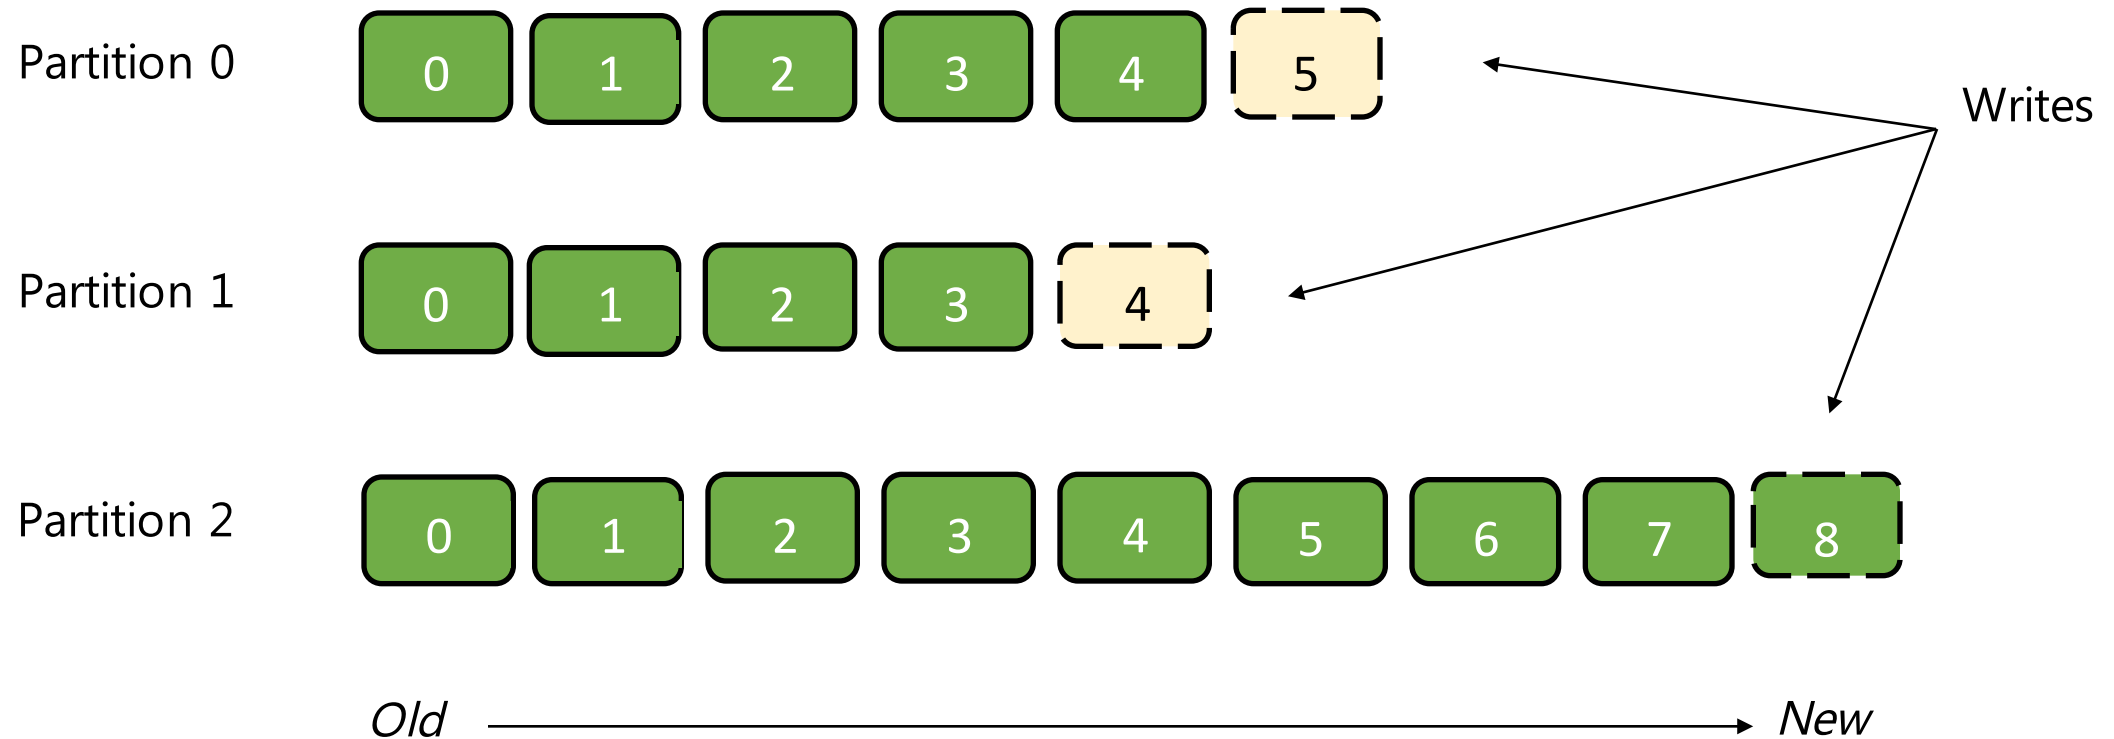 Partition 0 0 1 2 3 4 5
Writes
Partition 1 0 1 2 3 4
Partition 2 0 1 2 3 4 5 6 7 8
Old New